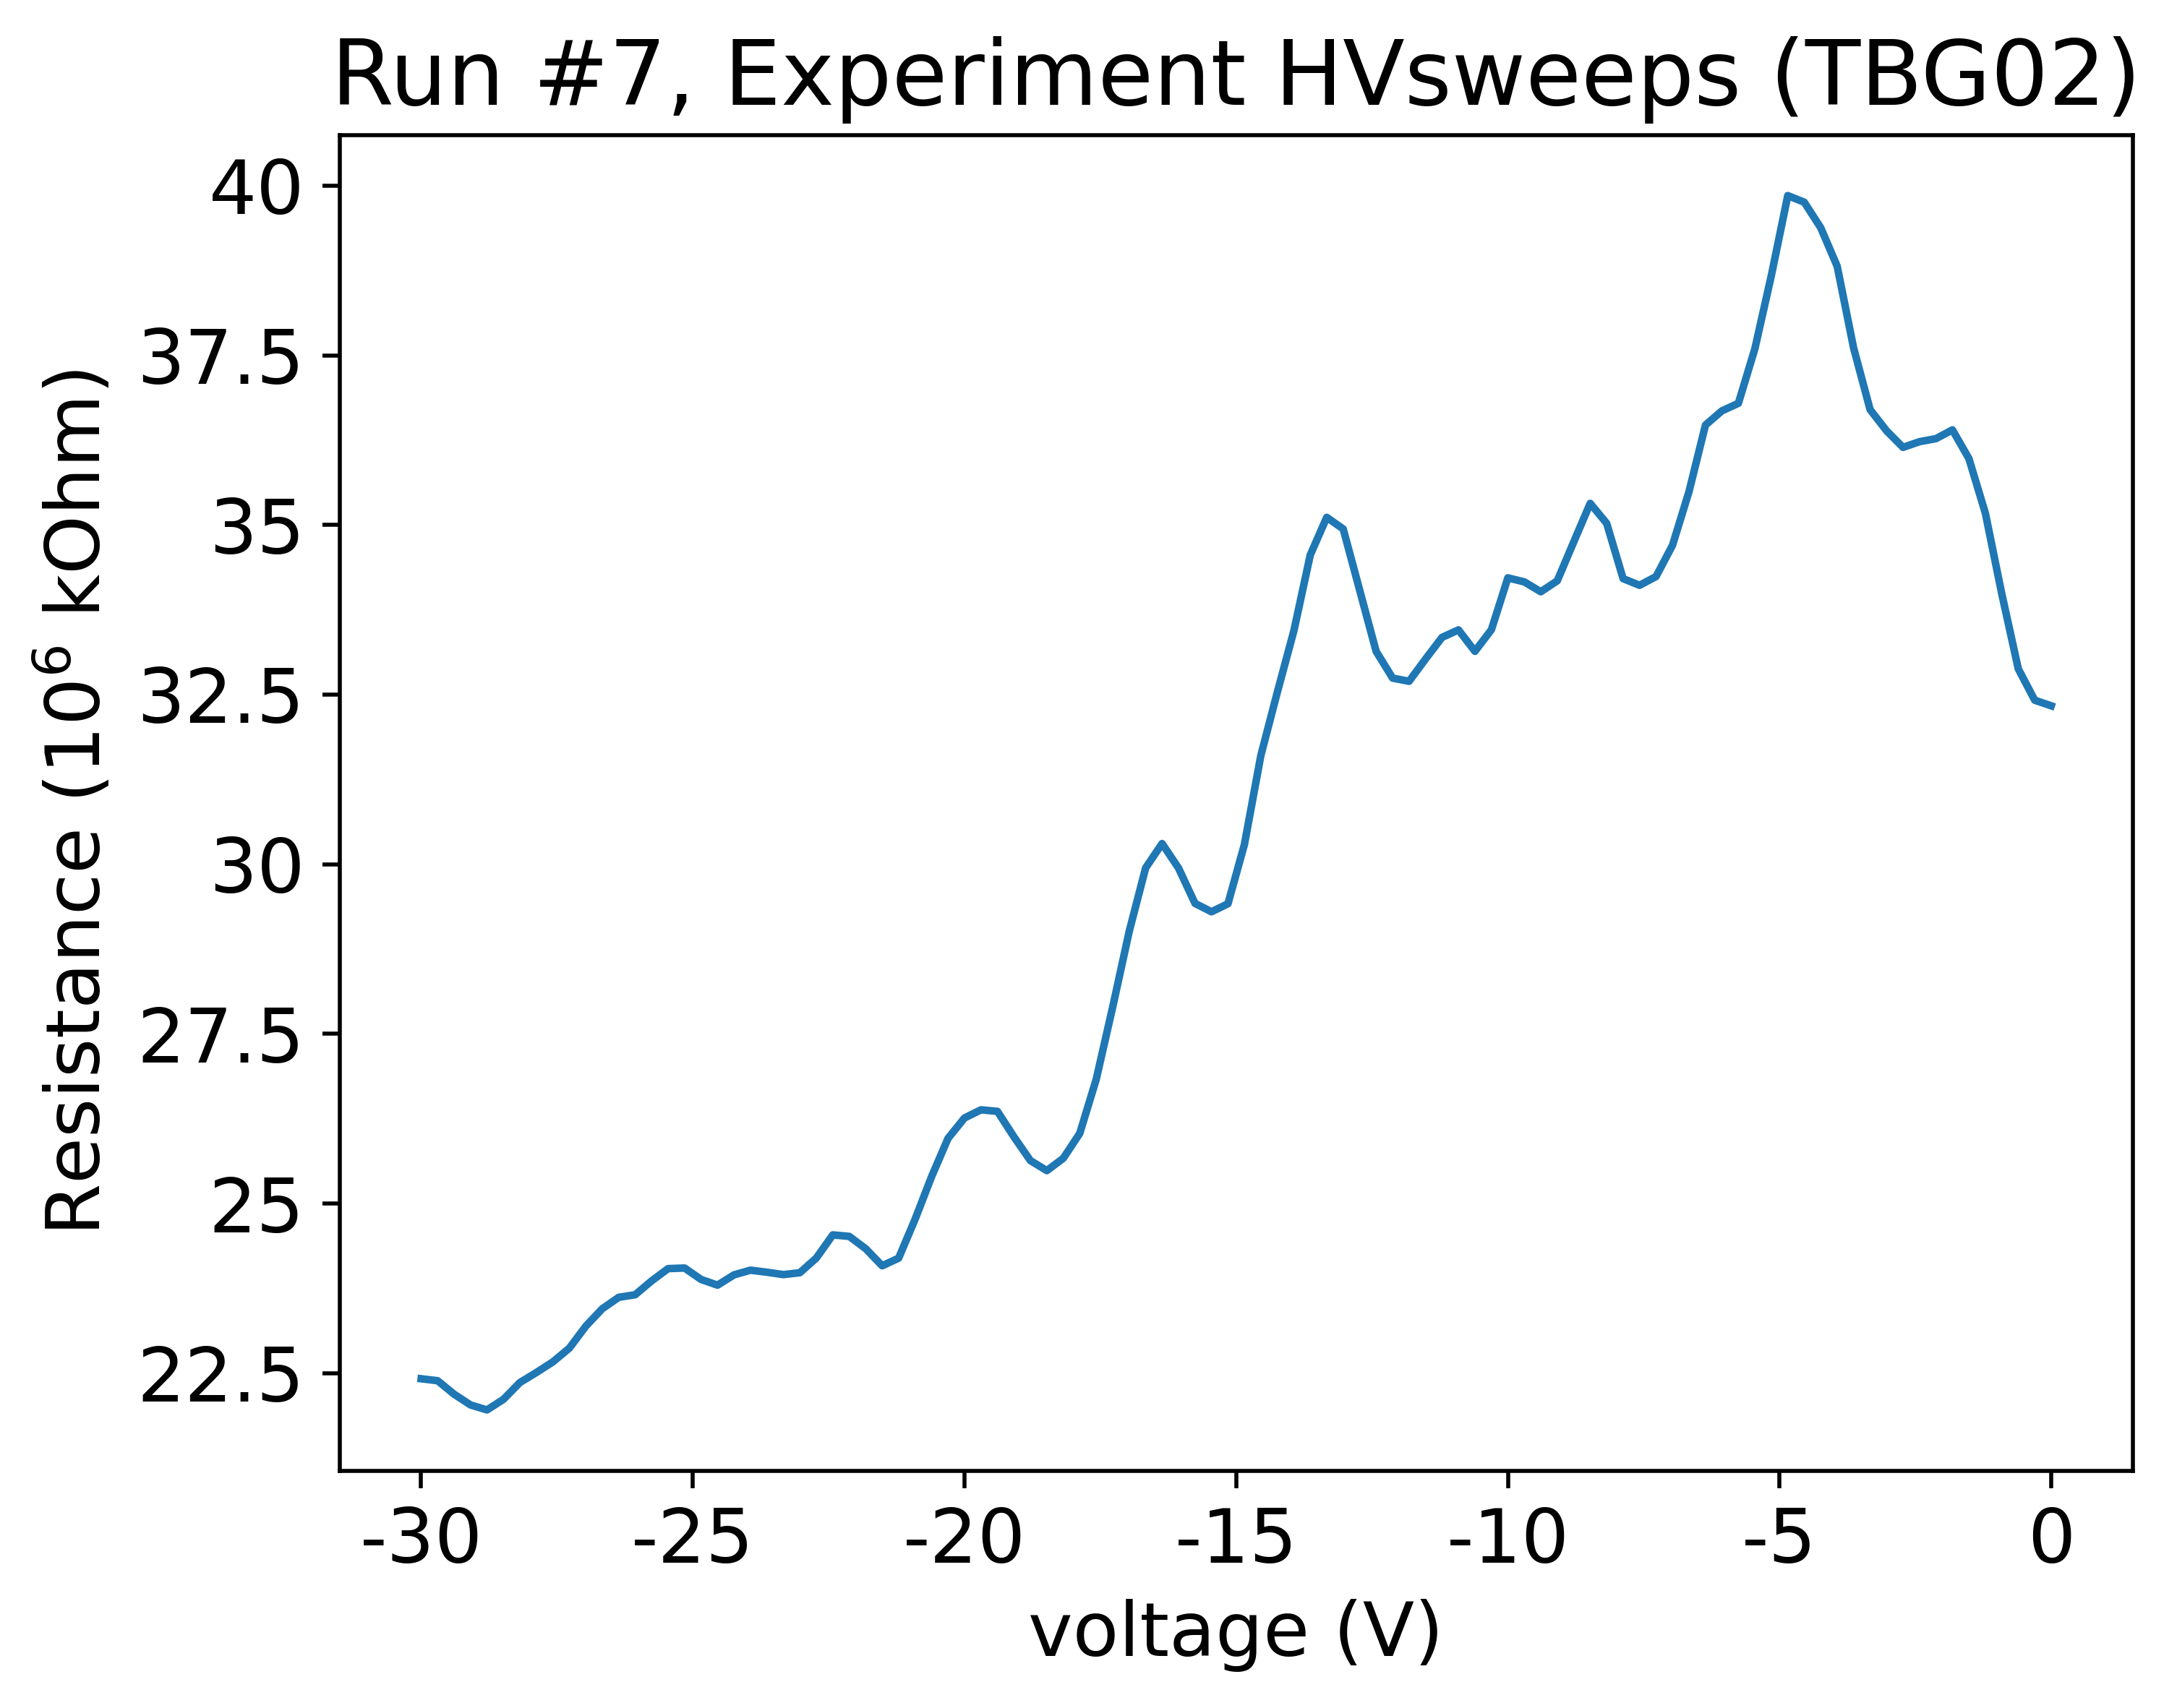 Run #7, Experiment HVsweeps (TBG02)
Resistance (10⁶ kOhm)
40
37.5
35
32.5
30
27.5
25
22.5
-30 -25 -20 -15 -10 -5 0
voltage (V)